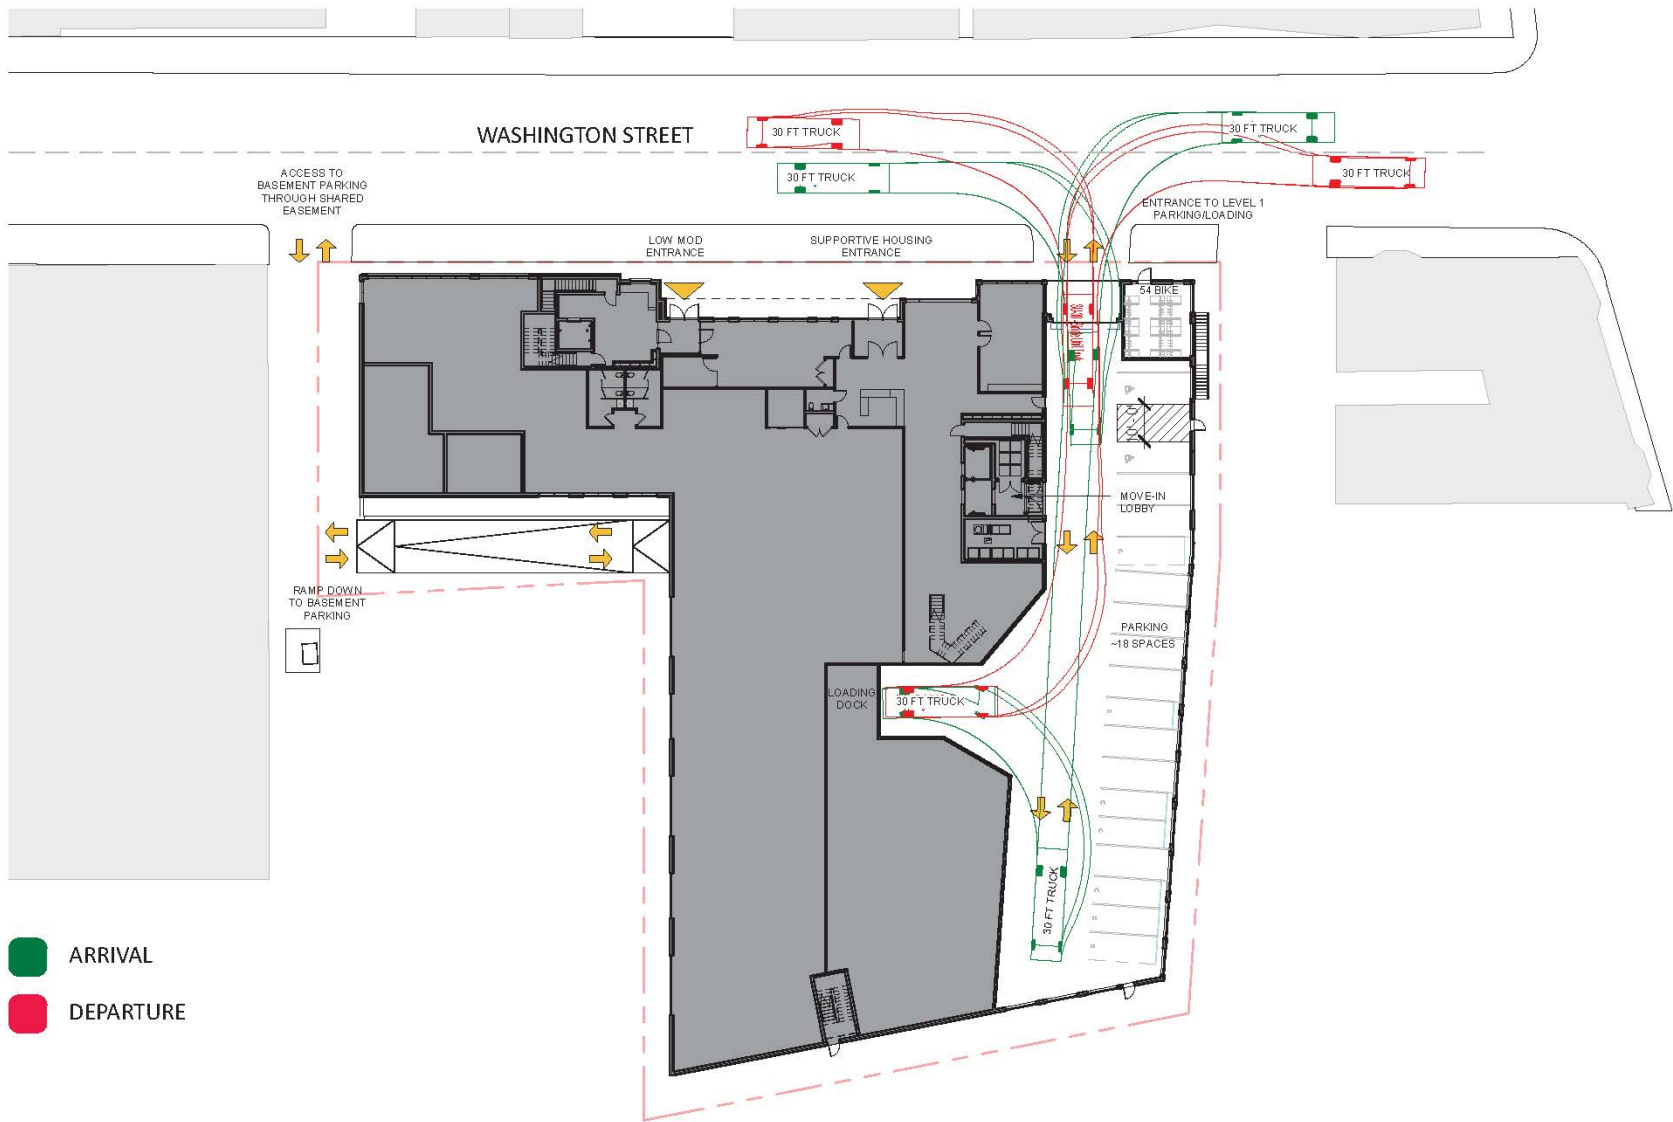 WASHINGTON STREET
30 FT TRUCK
30 FT TRUCK
30 FT TRUCK
30 FT TRUCK
ACCESS TO
BASEMENT PARKING
THROUGH SHARED
EASEMENT
ENTRANCE TO LEVEL 1
PARKING/LOADING
LOW MOD
ENTRANCE
SUPPORTIVE HOUSING
ENTRANCE
54 BIKE
10'-0"
MOVE-IN
LOBBY
RAMP DOWN
TO BASEMENT
PARKING
PARKING
~18 SPACES
LOADING
DOCK
30 FT TRUCK
30 FT TRUCK
ARRIVAL
DEPARTURE